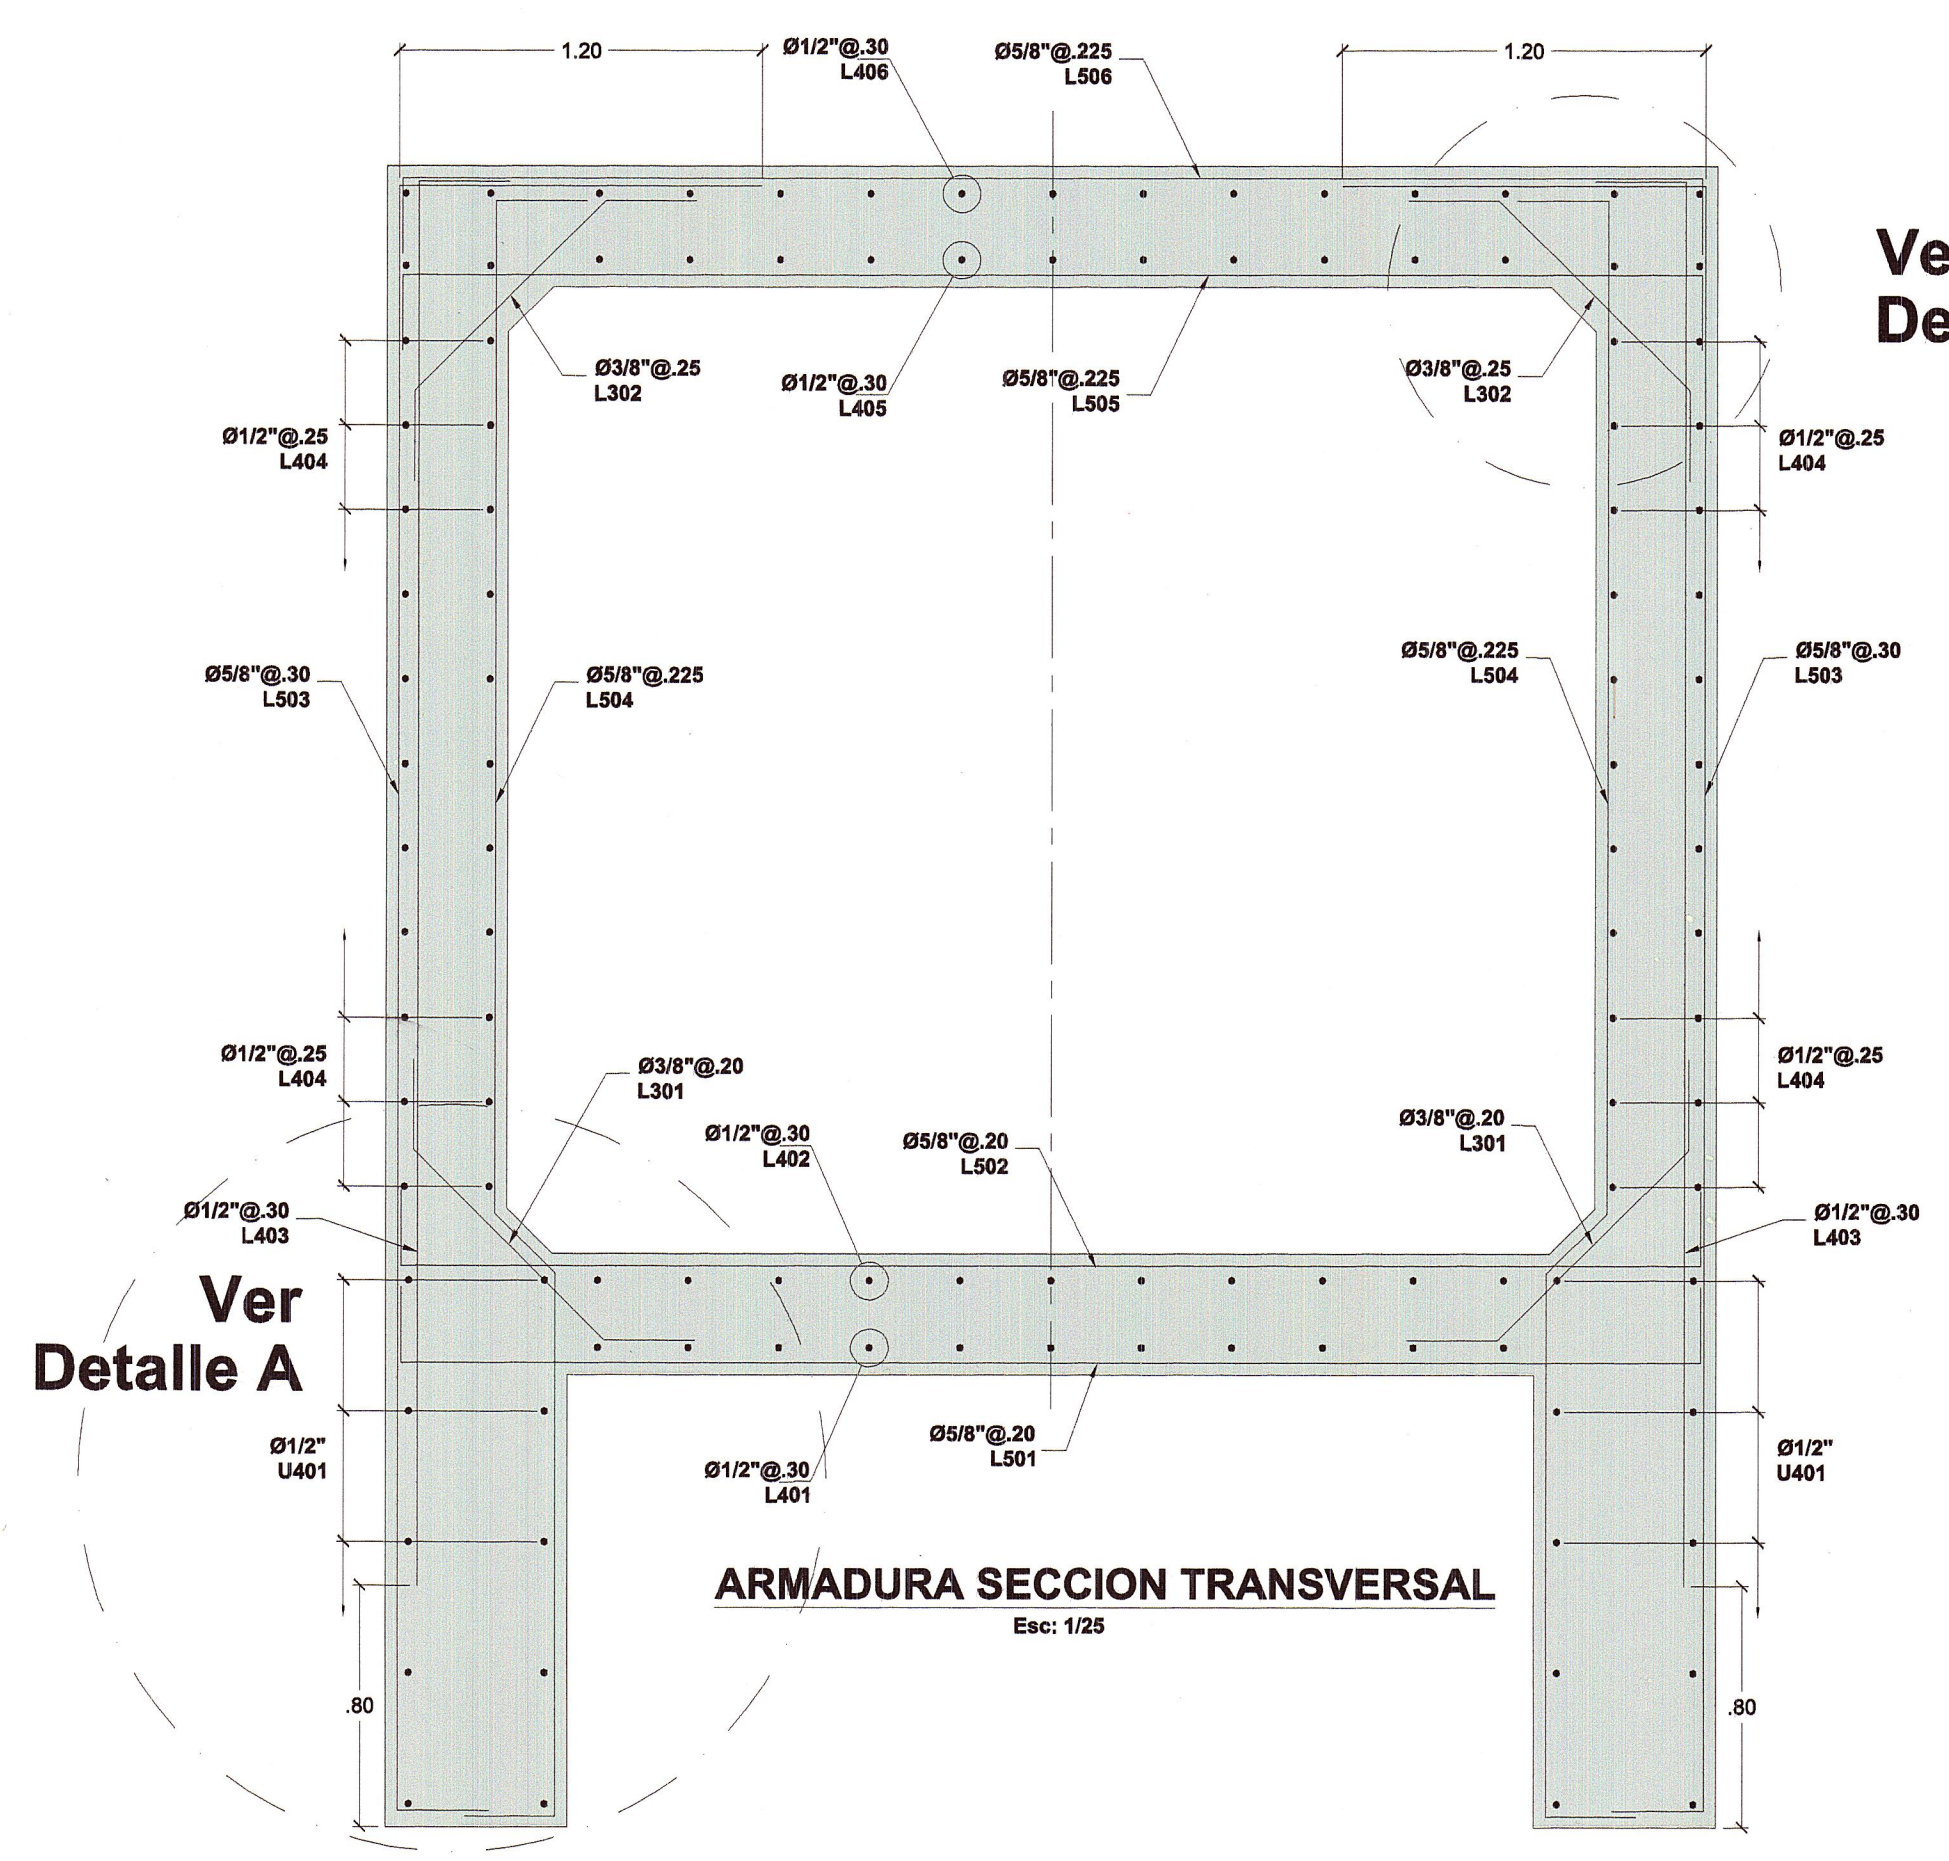 1.20
Ø1/2"@.30
L406
Ø5/8"@.225
L506
1.20
Ve
De
Ø3/8"@.25
L302
Ø1/2"@.30
L405
Ø5/8"@.225
L505
Ø3/8"@.25
L302
Ø1/2"@.25
L404
Ø1/2"@.25
L404
Ø5/8"@.30
L503
Ø5/8"@.225
L504
Ø5/8"@.225
L504
Ø5/8"@.30
L503
Ø1/2"@.25
L404
Ø3/8"@.20
L301
Ø1/2"@.30
L402
Ø5/8"@.20
L502
Ø3/8"@.20
L301
Ø1/2"@.25
L404
Ø1/2"@.30
L403
Ø1/2"@.30
L403
Ver
Detalle A
Ø1/2"
U401
Ø1/2"@.30
L401
Ø5/8"@.20
L501
Ø1/2"
U401
ARMADURA SECCION TRANSVERSAL
Esc: 1/25
.80
.80